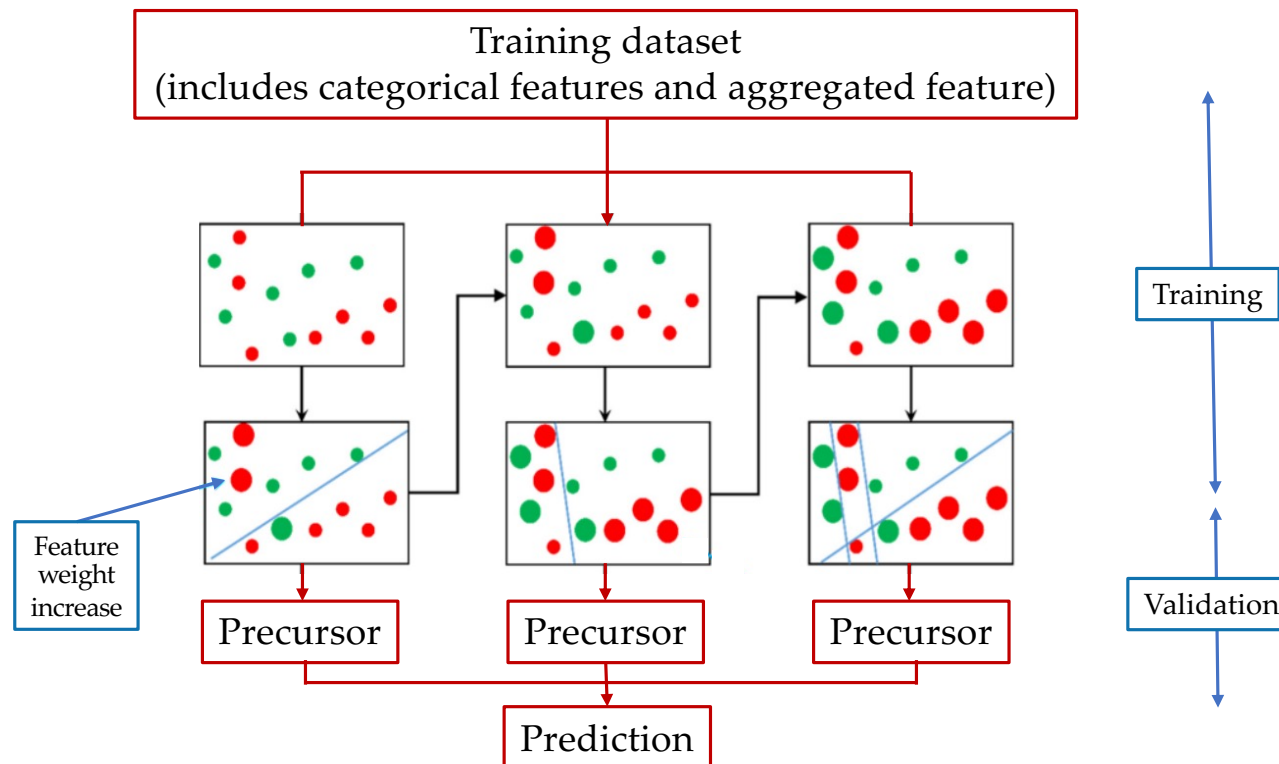 Training dataset
(includes categorical features and aggregated feature)
Training
Feature
weight
increase
Validation
Precursor
Precursor
Precursor
Prediction